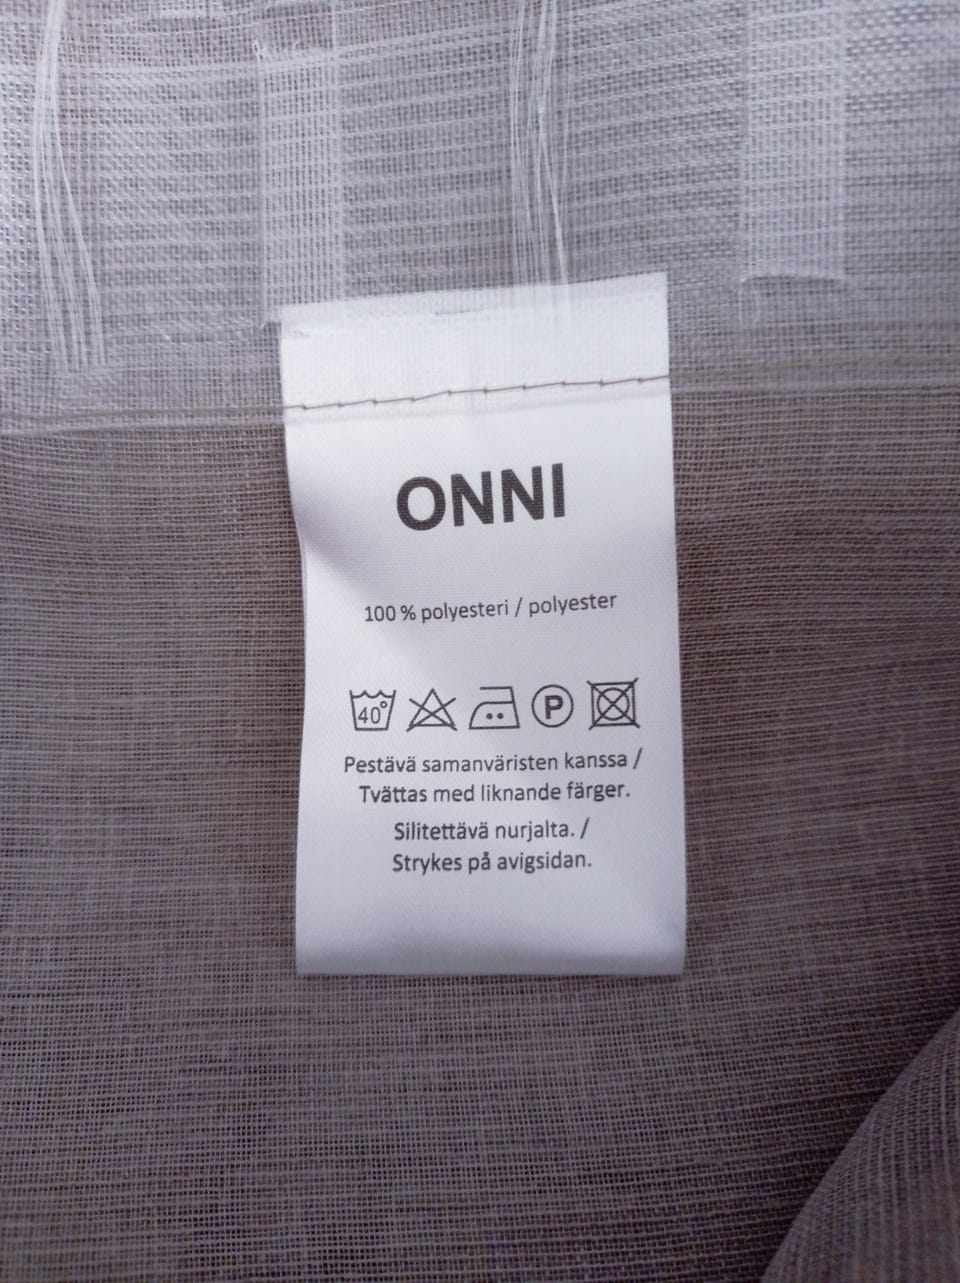 ONNI
100 % polyesteri / polyester
40° P
Pestävä samanväristen kanssa /
Tvättas med liknande färger.
Silitettävä nurjalta. /
Strykes på avigsidan.